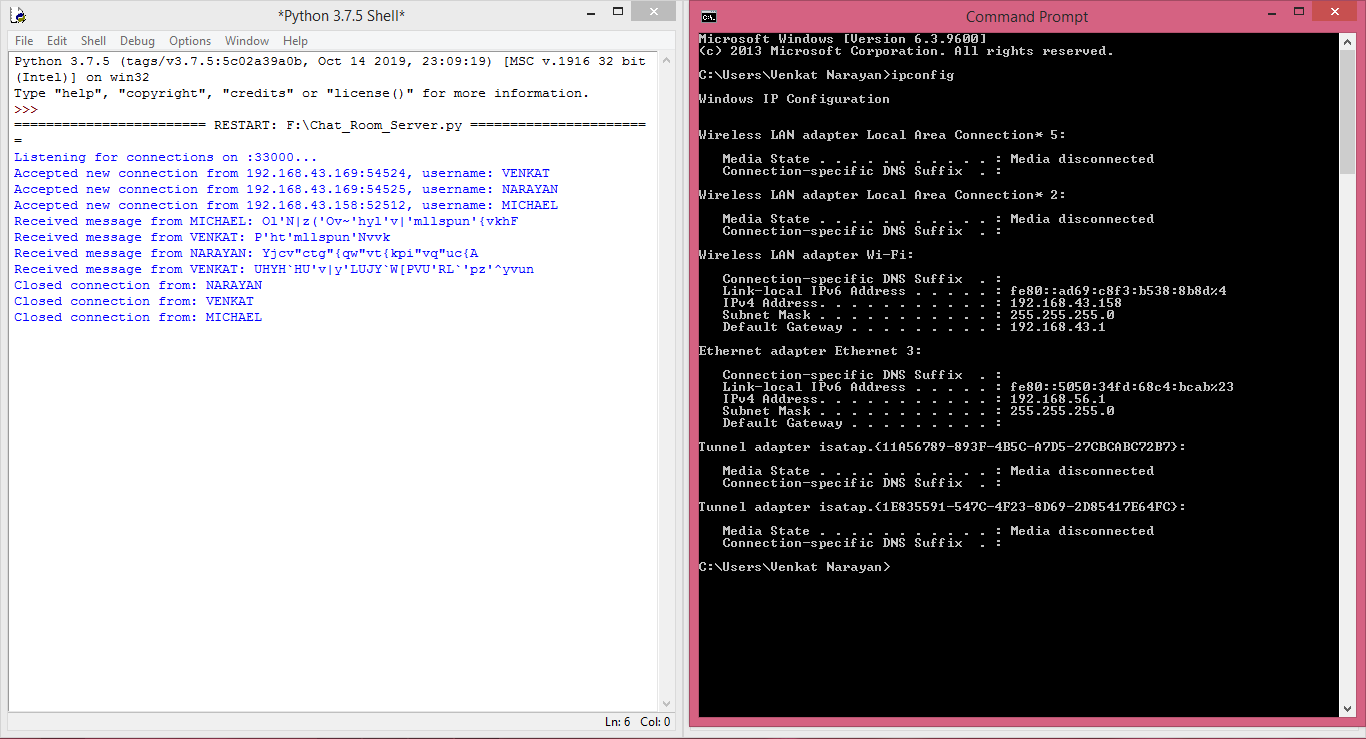 *Python 3.7.5 Shell*
File Edit Shell Debug Options Window Help
Python 3.7.5 (tags/v3.7.5:5c02a39a0b, Oct 14 2019, 23:09:19) [MSC v.1916 32 bit
(Intel)] on win32
Type "help", "copyright", "credits" or "license()" for more information.
>>>
======================== RESTART: F:\Chat_Room_Server.py ======================
=
Listening for connections on :33000...
Accepted new connection from 192.168.43.169:54524, username: VENKAT
Accepted new connection from 192.168.43.169:54525, username: NARAYAN
Accepted new connection from 192.168.43.158:52512, username: MICHAEL
Received message from MICHAEL: Ol'N|z('Ov~'hyl'v|'mllspun'{vkhF
Received message from VENKAT: P'ht'mllspun'Nvvk
Received message from NARAYAN: Yjcv"ctg"{qw"vt{kpi"vq"uc{A
Received message from VENKAT: UHYH`HU'v|y'LUJY`W[PVU'RL`'pz'^yvun
Closed connection from: NARAYAN
Closed connection from: VENKAT
Closed connection from: MICHAEL
Ln: 6 Col: 0
Command Prompt
Microsoft Windows [Version 6.3.9600]
(c) 2013 Microsoft Corporation. All rights reserved.
C:\Users\Venkat Narayan>ipconfig
Windows IP Configuration
Wireless LAN adapter Local Area Connection* 5:
Media State . . . . . . . . . . . : Media disconnected
Connection-specific DNS Suffix . :
Wireless LAN adapter Local Area Connection* 2:
Media State . . . . . . . . . . . : Media disconnected
Connection-specific DNS Suffix . :
Wireless LAN adapter Wi-Fi:
Connection-specific DNS Suffix . :
Link-local IPv6 Address . . . . . : fe80::ad69:c8f3:b538:8b8d%4
IPv4 Address. . . . . . . . . . . : 192.168.43.158
Subnet Mask . . . . . . . . . . . : 255.255.255.0
Default Gateway . . . . . . . . . : 192.168.43.1
Ethernet adapter Ethernet 3:
Connection-specific DNS Suffix . :
Link-local IPv6 Address . . . . . : fe80::5050:34fd:68c4:bcab%23
IPv4 Address. . . . . . . . . . . : 192.168.56.1
Subnet Mask . . . . . . . . . . . : 255.255.255.0
Default Gateway . . . . . . . . . :
Tunnel adapter isatap.{11A56789-893F-4B5C-A7D5-27CBCABC72B7}:
Media State . . . . . . . . . . . : Media disconnected
Connection-specific DNS Suffix . :
Tunnel adapter isatap.{1E835591-547C-4F23-8D69-2D85417E64FC}:
Media State . . . . . . . . . . . : Media disconnected
Connection-specific DNS Suffix . :
C:\Users\Venkat Narayan>